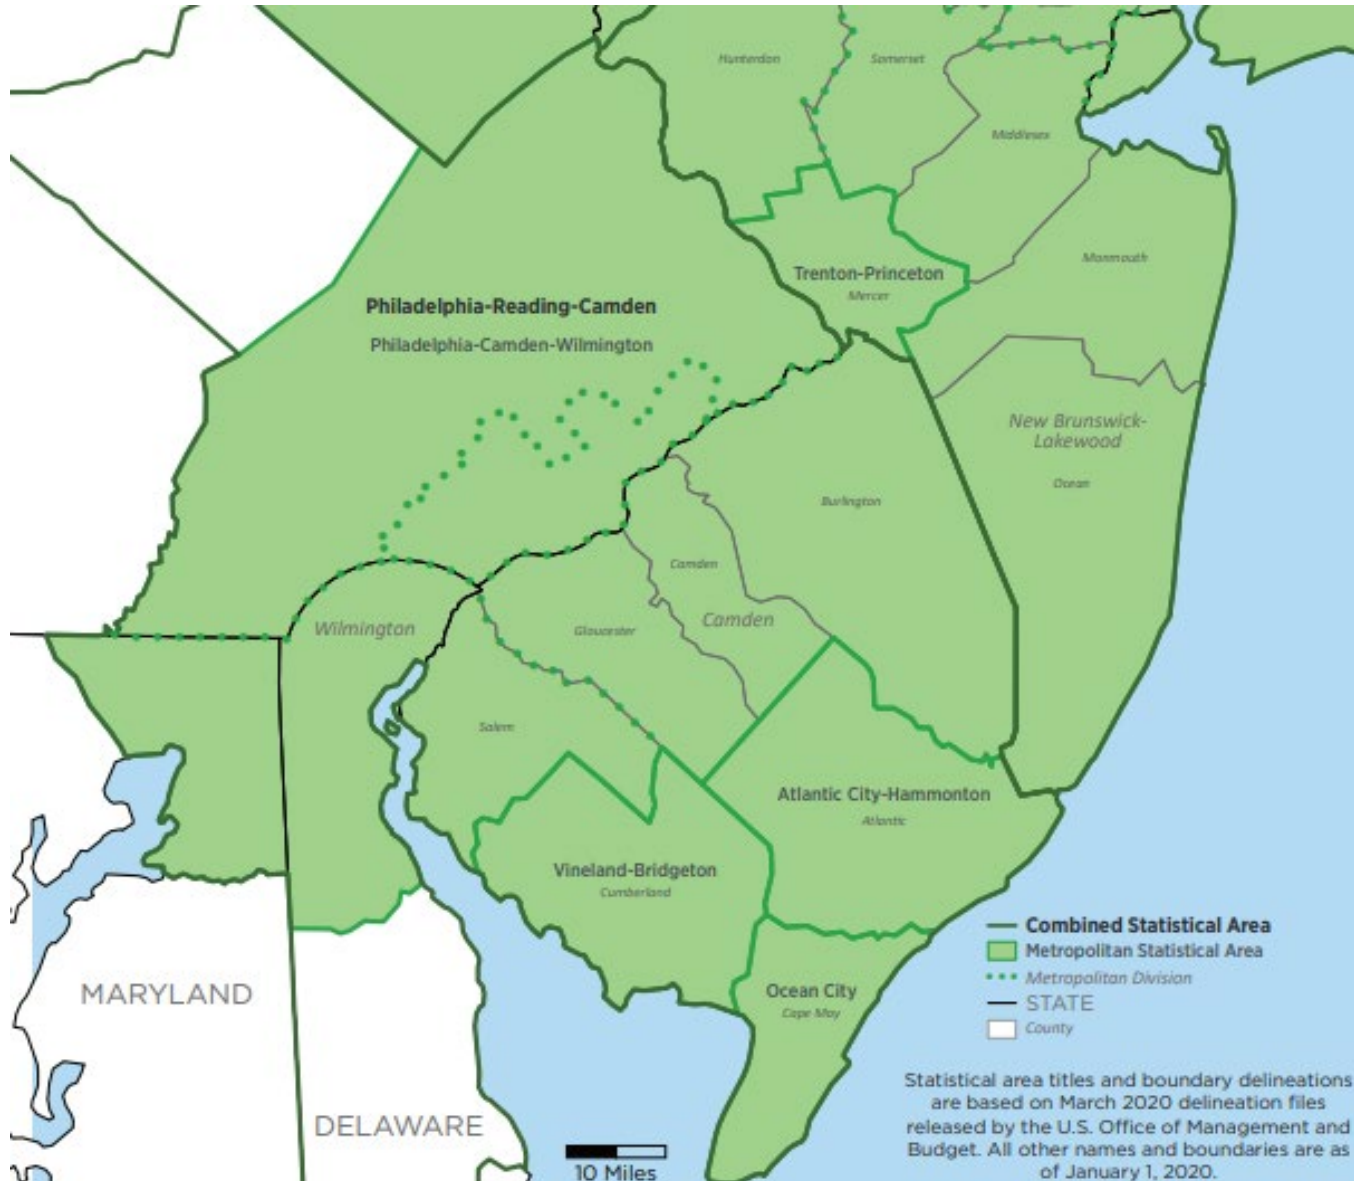 Hunterdon
Somerset
Middlesex
Trenton-Princeton
Mercer
Monmouth
Philadelphia-Reading-Camden
Philadelphia-Camden-Wilmington
New Brunswick-
Lakewood
Ocean
Burlington
Camden
Camden
Gloucester
Wilmington
Salem
Atlantic City-Hammonton
Atlantic
Vineland-Bridgeton
Cumberland
Ocean City
Cape May
MARYLAND
DELAWARE
10 Miles
Combined Statistical Area
Metropolitan Statistical Area
Metropolitan Division
STATE
County
Statistical area titles and boundary delineations
are based on March 2020 delineation files
released by the U.S. Office of Management and
Budget. All other names and boundaries are as
of January 1, 2020.